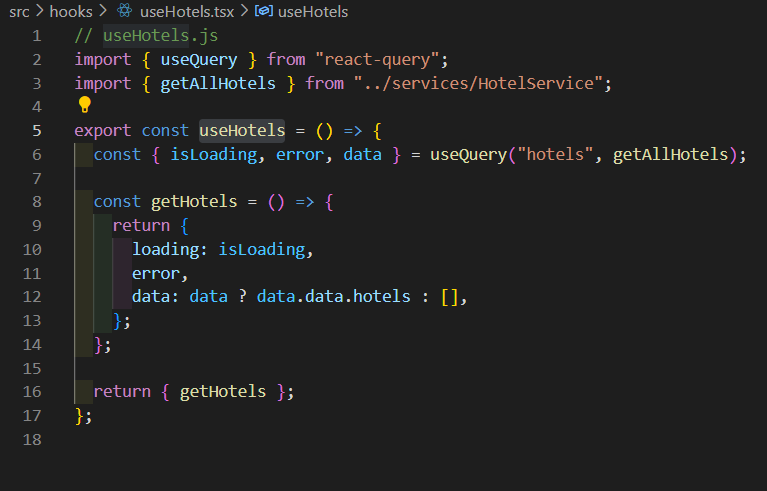 src > hooks > useHotels.tsx > useHotels
1 // useHotels.js
2 import { useQuery } from "react-query";
3 import { getAllHotels } from "../services/HotelService";
4
5 export const useHotels = () => {
6   const { isLoading, error, data } = useQuery("hotels", getAllHotels);
7
8   const getHotels = () => {
9     return {
10       loading: isLoading,
11       error,
12       data: data ? data.data.hotels : [],
13     };
14   };
15
16   return { getHotels };
17 };
18